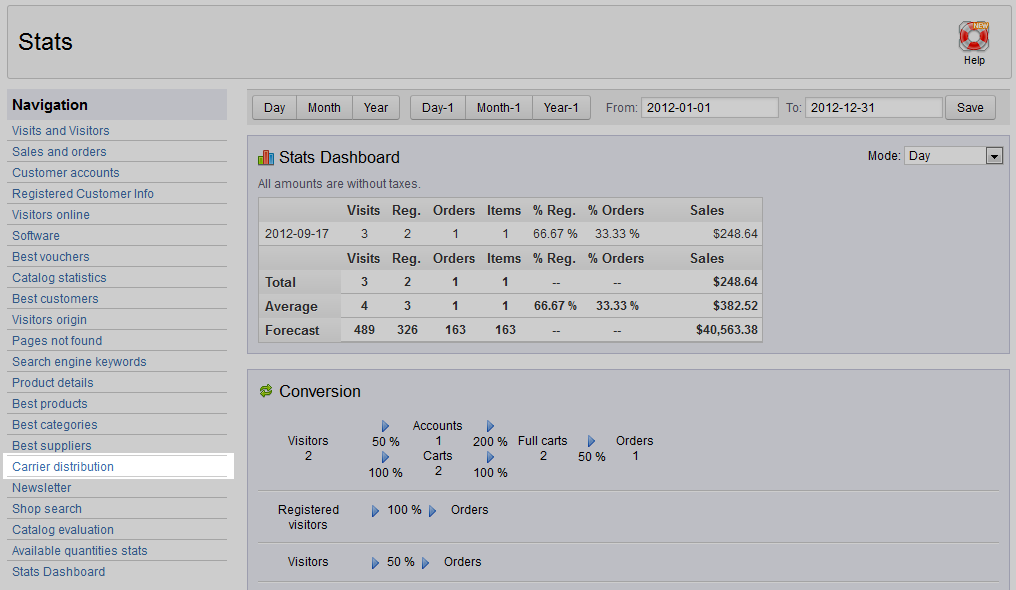 Stats
NEW
Help
Navigation
Visits and Visitors
Sales and orders
Customer accounts
Registered Customer Info
Visitors online
Software
Best vouchers
Catalog statistics
Best customers
Visitors origin
Pages not found
Search engine keywords
Product details
Best products
Best categories
Best suppliers
Carrier distribution
Newsletter
Shop search
Catalog evaluation
Available quantities stats
Stats Dashboard
Day Month Year Day-1 Month-1 Year-1 From: 2012-01-01 To: 2012-12-31 Save
Stats Dashboard Mode: Day
All amounts are without taxes.
Visits Reg. Orders Items % Reg. % Orders Sales
2012-09-17 3 2 1 1 66.67 % 33.33 % $248.64
Visits Reg. Orders Items % Reg. % Orders Sales
Total 3 2 1 1 -- -- $248.64
Average 4 3 1 1 66.67 % 33.33 % $382.52
Forecast 489 326 163 163 -- -- $40,563.38
Conversion
Visitors
2
50 %
100 %
Accounts
1
Carts
2
200 %
100 %
Full carts
2
50 %
Orders
1
Registered
visitors
100 % Orders
Visitors 50 % Orders